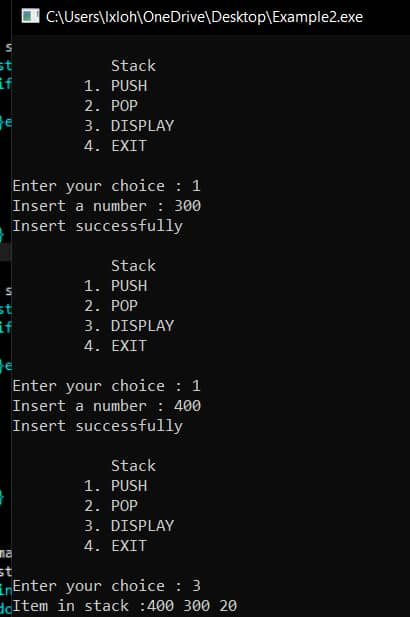 C:\Users\lxloh\OneDrive\Desktop\Example2.exe
Stack
1. PUSH
2. POP
3. DISPLAY
4. EXIT
Enter your choice : 1
Insert a number : 300
Insert successfully
Stack
1. PUSH
2. POP
3. DISPLAY
4. EXIT
Enter your choice : 1
Insert a number : 400
Insert successfully
Stack
1. PUSH
2. POP
3. DISPLAY
4. EXIT
Enter your choice : 3
Item in stack :400 300 20